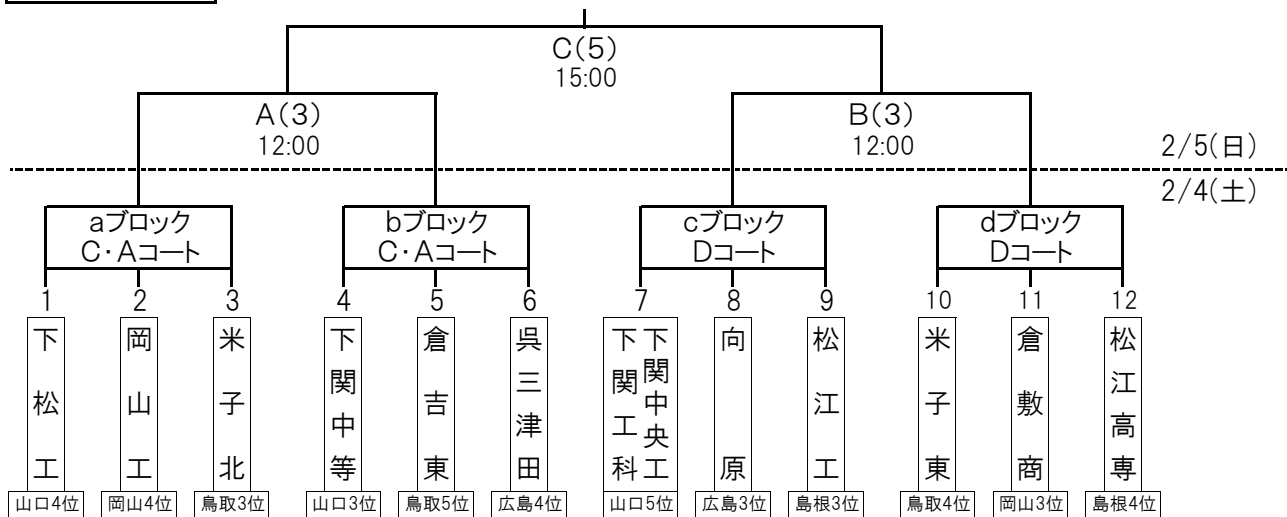 C(5)
15:00
A(3)
12:00
B(3)
12:00
2/5(日)
2/4(土)
aブロック
C・Aコート
bブロック
C・Aコート
cブロック
Dコート
dブロック
Dコート
1
2
3
4
5
6
7
8
9
10
11
12
下松工
岡山工
米子北
下関中等
倉吉東
呉三津田
下関中央工
下関工科
向原
松江工
米子東
倉敷商
松江高専
山口4位
岡山4位
鳥取3位
山口3位
鳥取5位
広島4位
山口5位
広島3位
島根3位
鳥取4位
岡山3位
島根4位